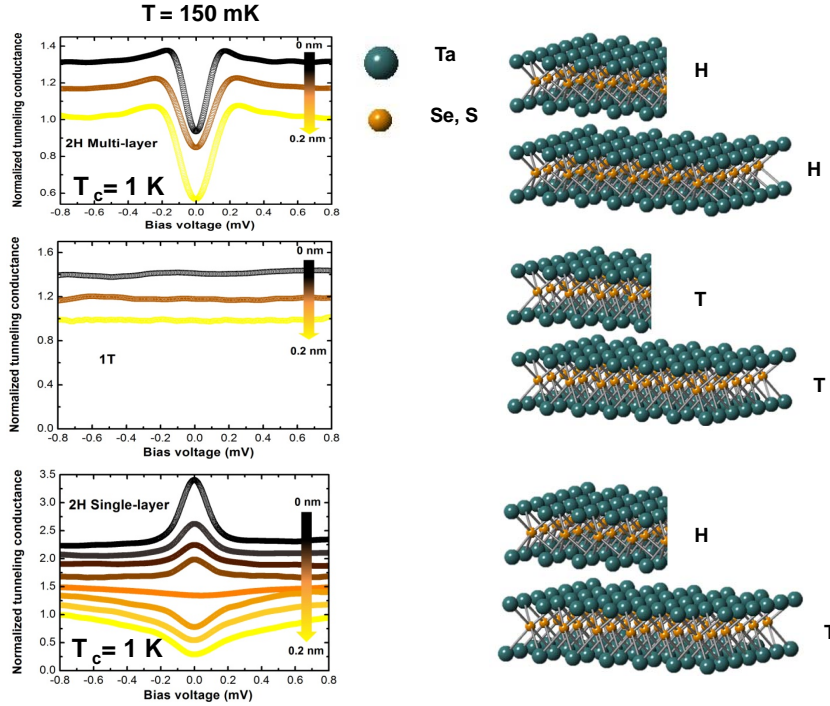 T = 150 mK
Normalized tunneling conductance
1.4
1.2
1.0
0.8
0.6
0 nm
0.2 nm
2H Multi-layer
T_c= 1 K
-0.8 -0.6 -0.4 -0.2 0.0 0.2 0.4 0.6 0.8
Bias voltage (mV)
Ta
Se, S
H
H
Normalized tunneling conductance
1.6
1.2
0.8
0.4
0.0
0 nm
0.2 nm
1T
-0.8 -0.6 -0.4 -0.2 0.0 0.2 0.4 0.6 0.8
Bias voltage (mV)
T
T
Normalized tunneling conductance
3.5
3.0
2.5
2.0
1.5
1.0
0.5
0.0
2H Single-layer
0 nm
0.2 nm
T_c= 1 K
-0.8 -0.6 -0.4 -0.2 0.0 0.2 0.4 0.6 0.8
Bias voltage (mV)
H
T